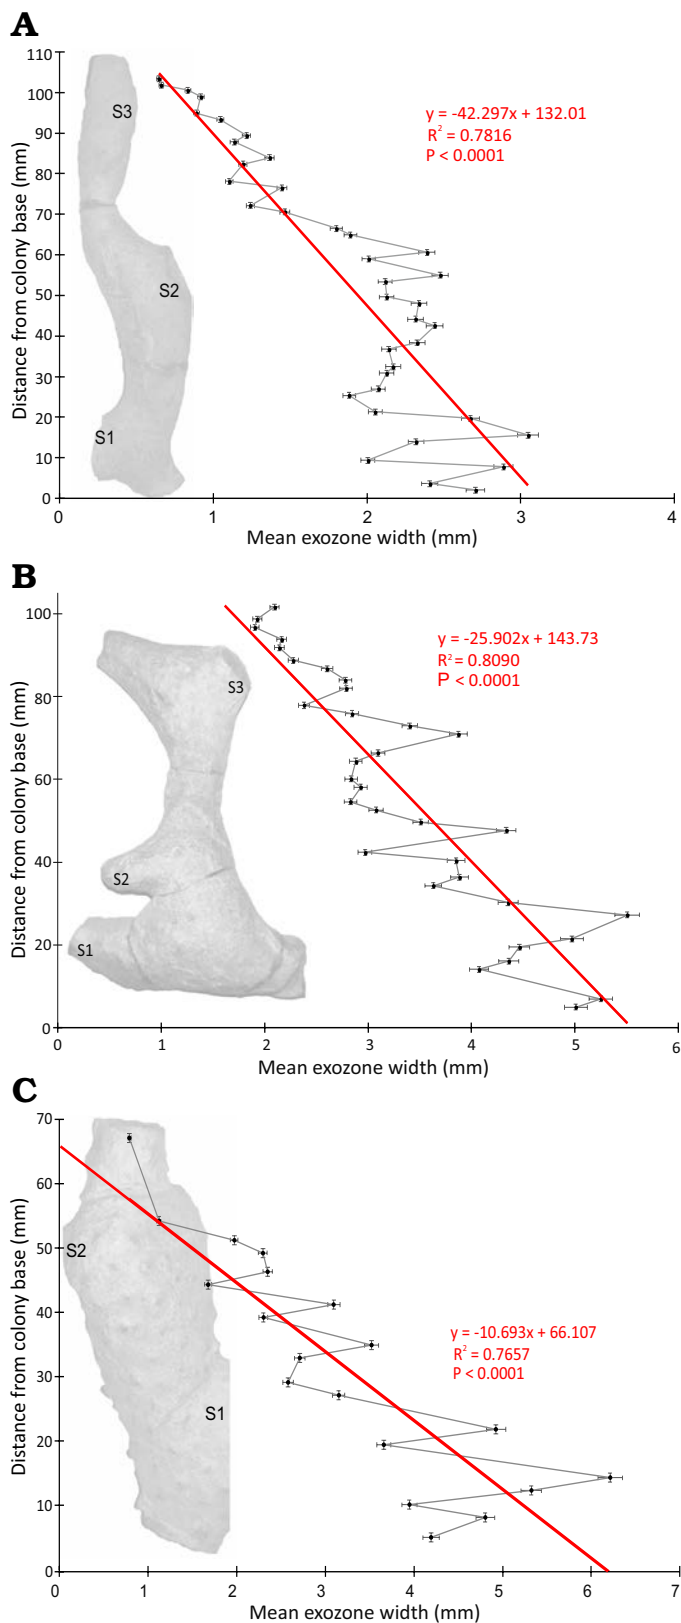 A
110
100
90
80
70
60
50
40
30
20
10
0
Distance from colony base (mm)
S3
S2
S1
y = -42.297x + 132.01
R² = 0.7816
P < 0.0001
0 1 2 3 4
Mean exozone width (mm)
B
100
80
60
40
20
0
Distance from colony base (mm)
S3
S2
S1
y = -25.902x + 143.73
R² = 0.8090
P < 0.0001
0 1 2 3 4 5 6
Mean exozone width (mm)
C
70
60
50
40
30
20
10
0
Distance from colony base (mm)
S2
S1
y = -10.693x + 66.107
R² = 0.7657
P < 0.0001
0 1 2 3 4 5 6 7
Mean exozone width (mm)